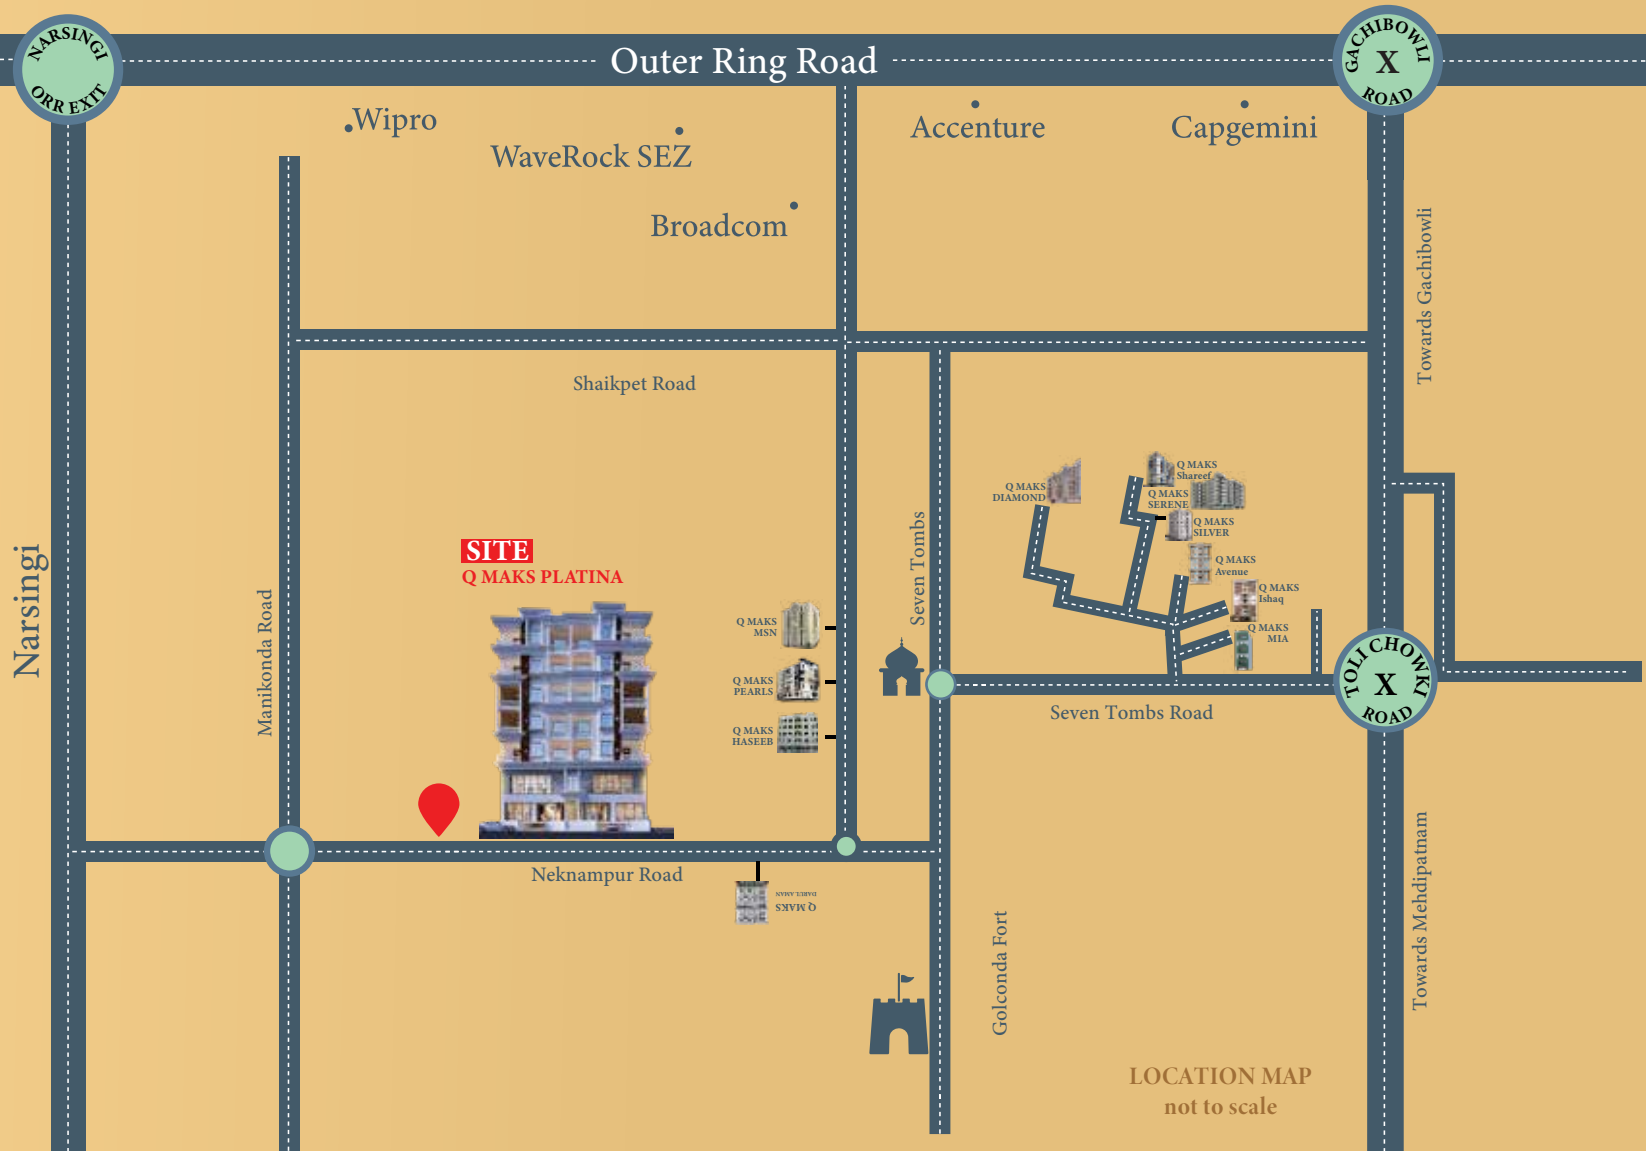 NARSINGI
ORR EXIT
Outer Ring Road
GACHIBOWLI
X
ROAD
Wipro
WaveRock SEZ
Broadcom
Accenture
Capgemini
Towards Gachibowli
Shaikpet Road
Narsingi
Manikonda Road
SITE
Q MAKS PLATINA
Q MAKS
MSN
Q MAKS
PEARLS
Q MAKS
HASEEB
Seven Tombs
Q MAKS
DIAMOND
Q MAKS
Shareef
Q MAKS
SERENE
Q MAKS
SILVER
Q MAKS
Avenue
Q MAKS
Ishaq
Q MAKS
MIA
TOLICHOWKI
X
ROAD
Seven Tombs Road
Neknampur Road
Q MAKS
DARUL AMAN
Golconda Fort
Towards Mehdipatnam
LOCATION MAP
not to scale